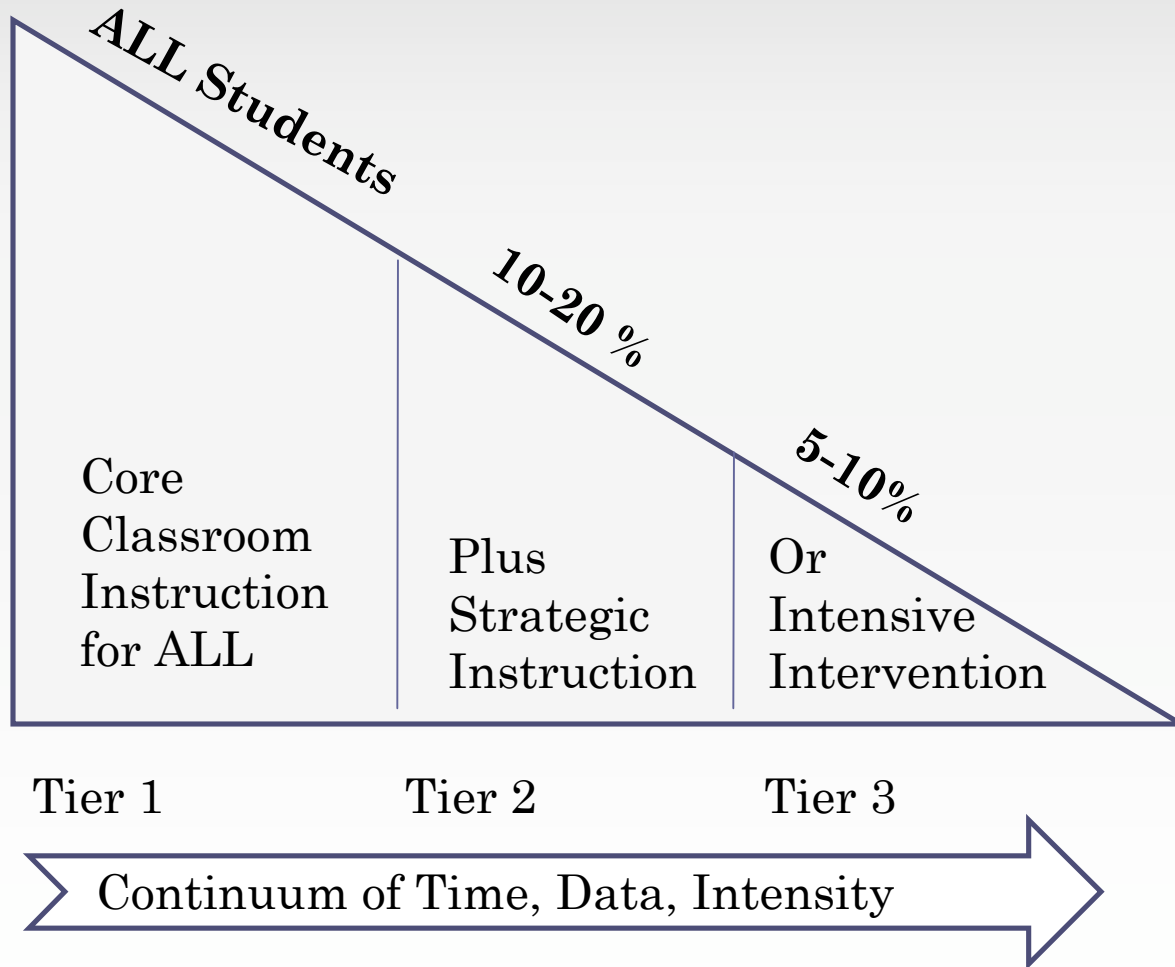 ALL Students
10-20 %
5-10%
Core
Classroom
Instruction
for ALL
Plus
Strategic
Instruction
Or
Intensive
Intervention
Tier 1
Tier 2
Tier 3
Continuum of Time, Data, Intensity